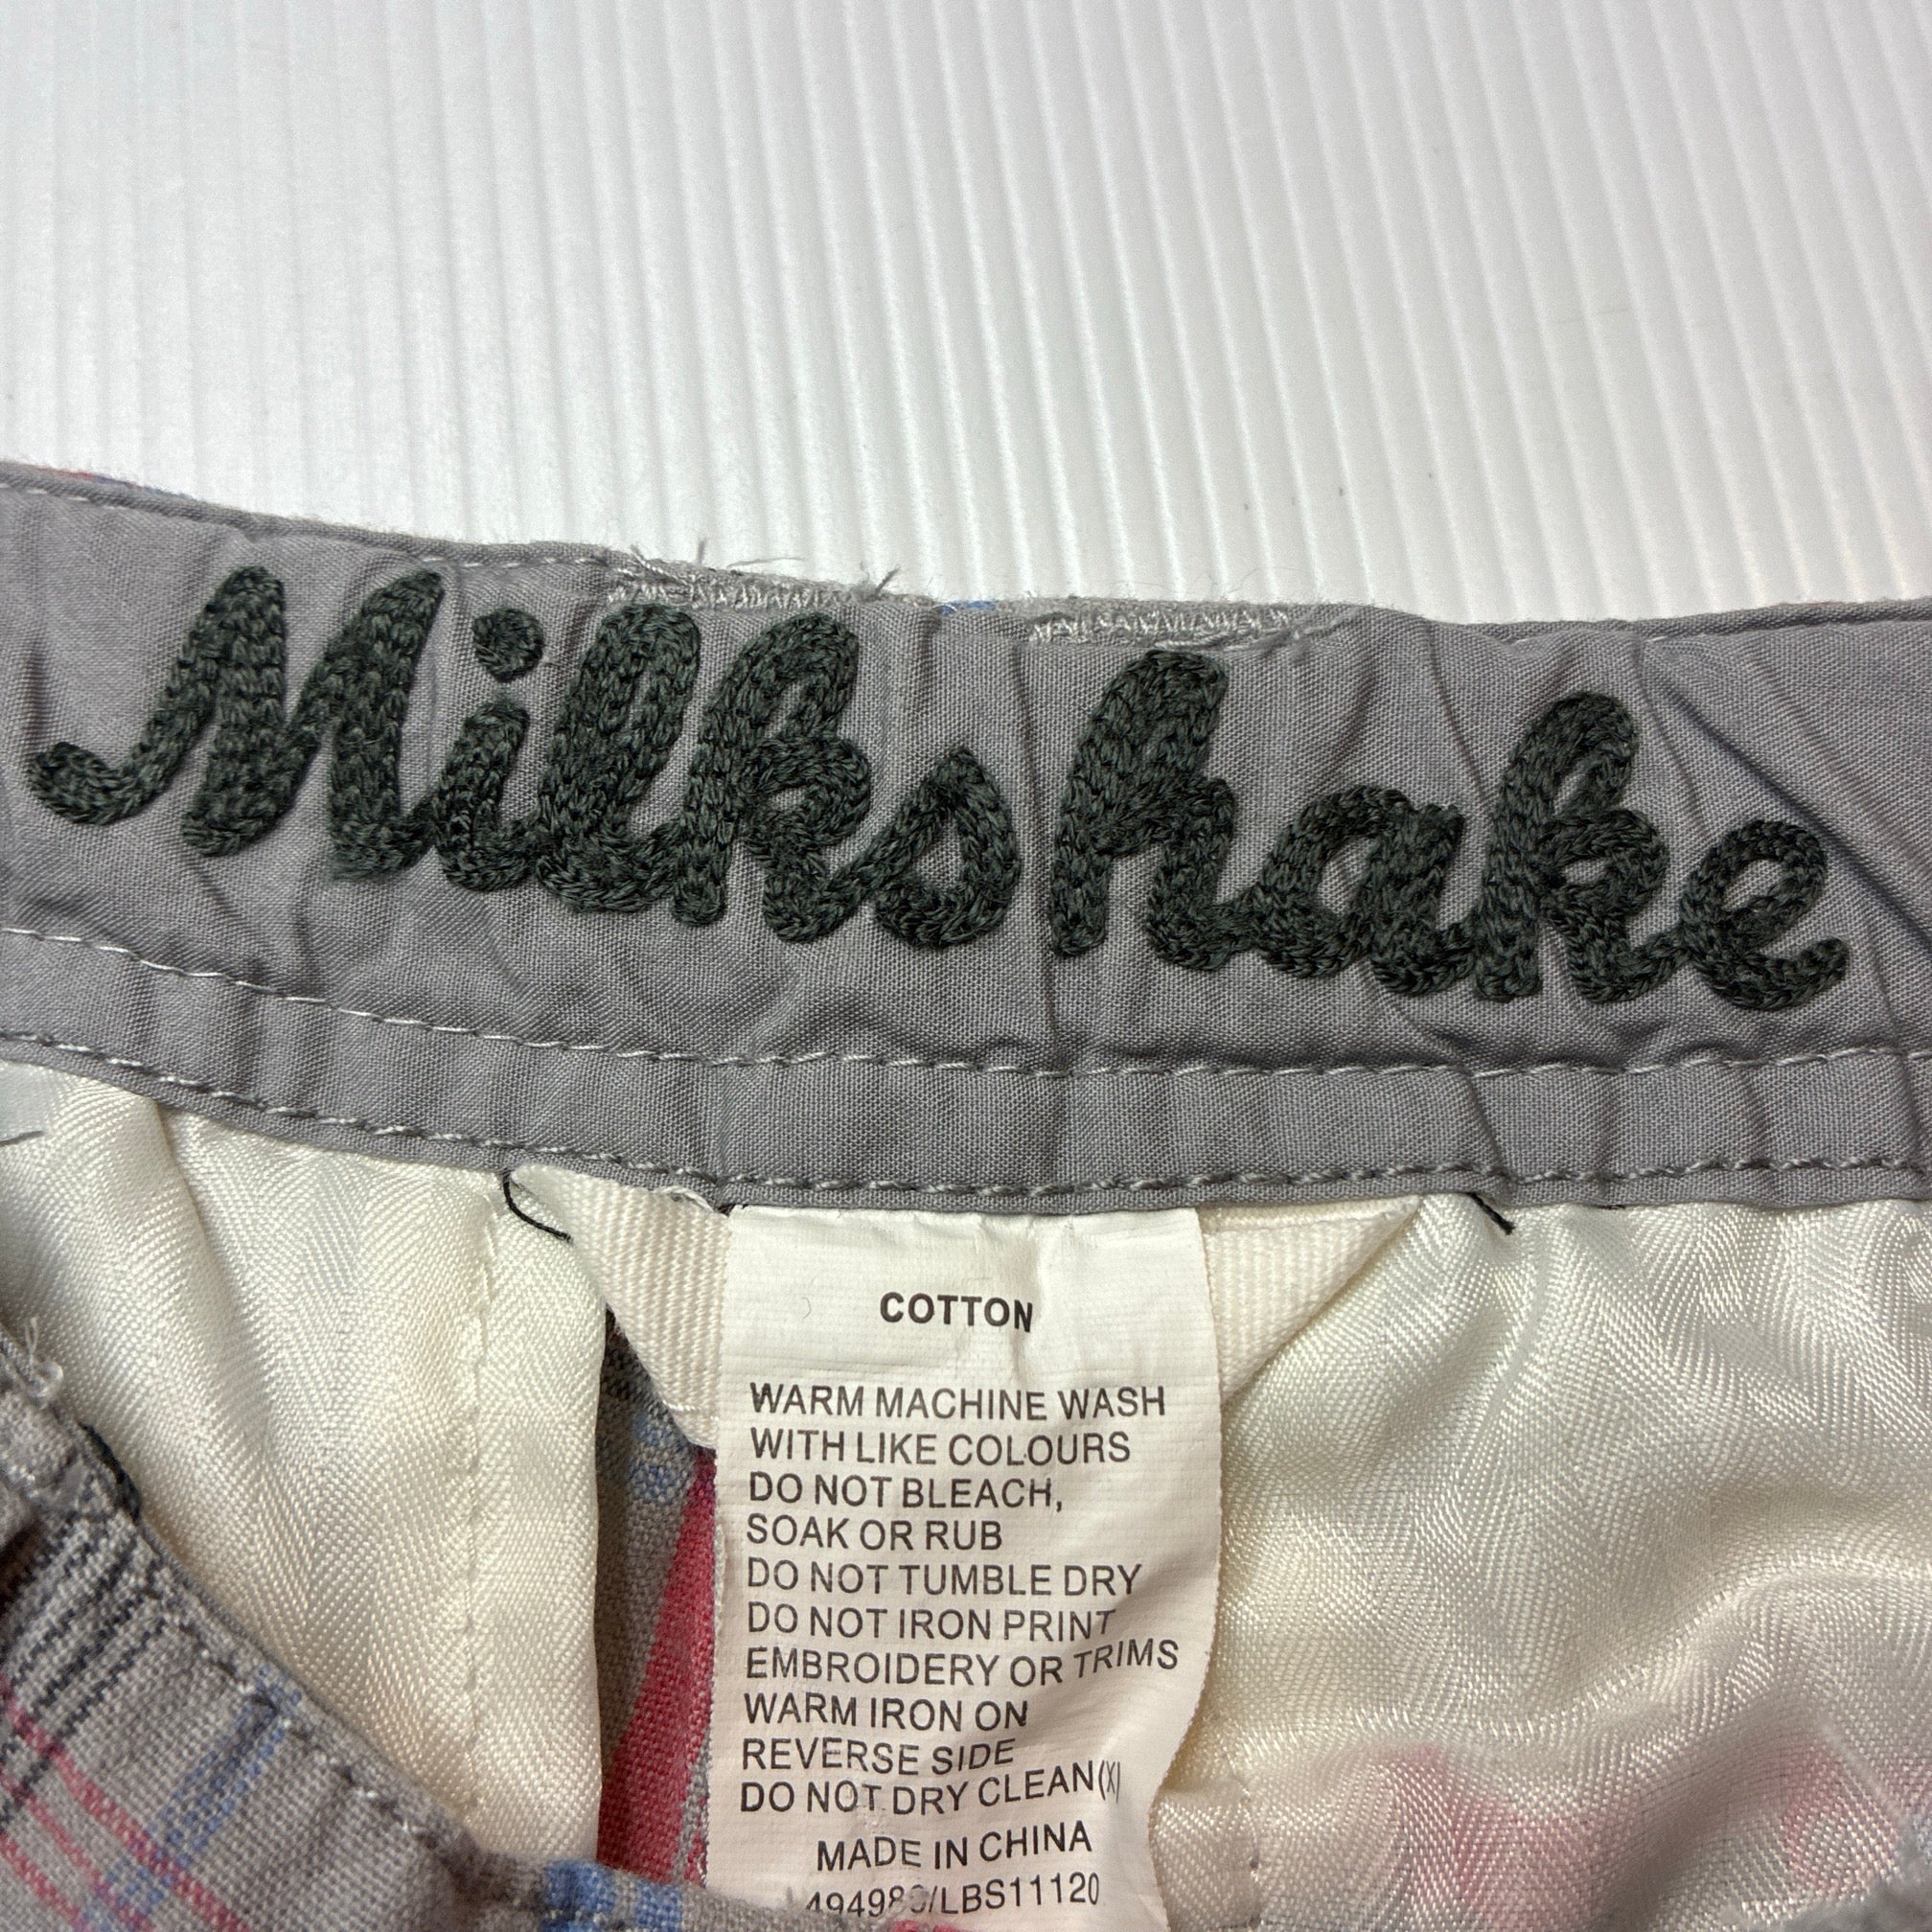 Milkshake
COTTON
WARM MACHINE WASH
WITH LIKE COLOURS
DO NOT BLEACH,
SOAK OR RUB
DO NOT TUMBLE DRY
DO NOT IRON PRINT
EMBROIDERY OR TRIMS
WARM IRON ON
REVERSE SIDE
DO NOT DRY CLEAN(X)
MADE IN CHINA